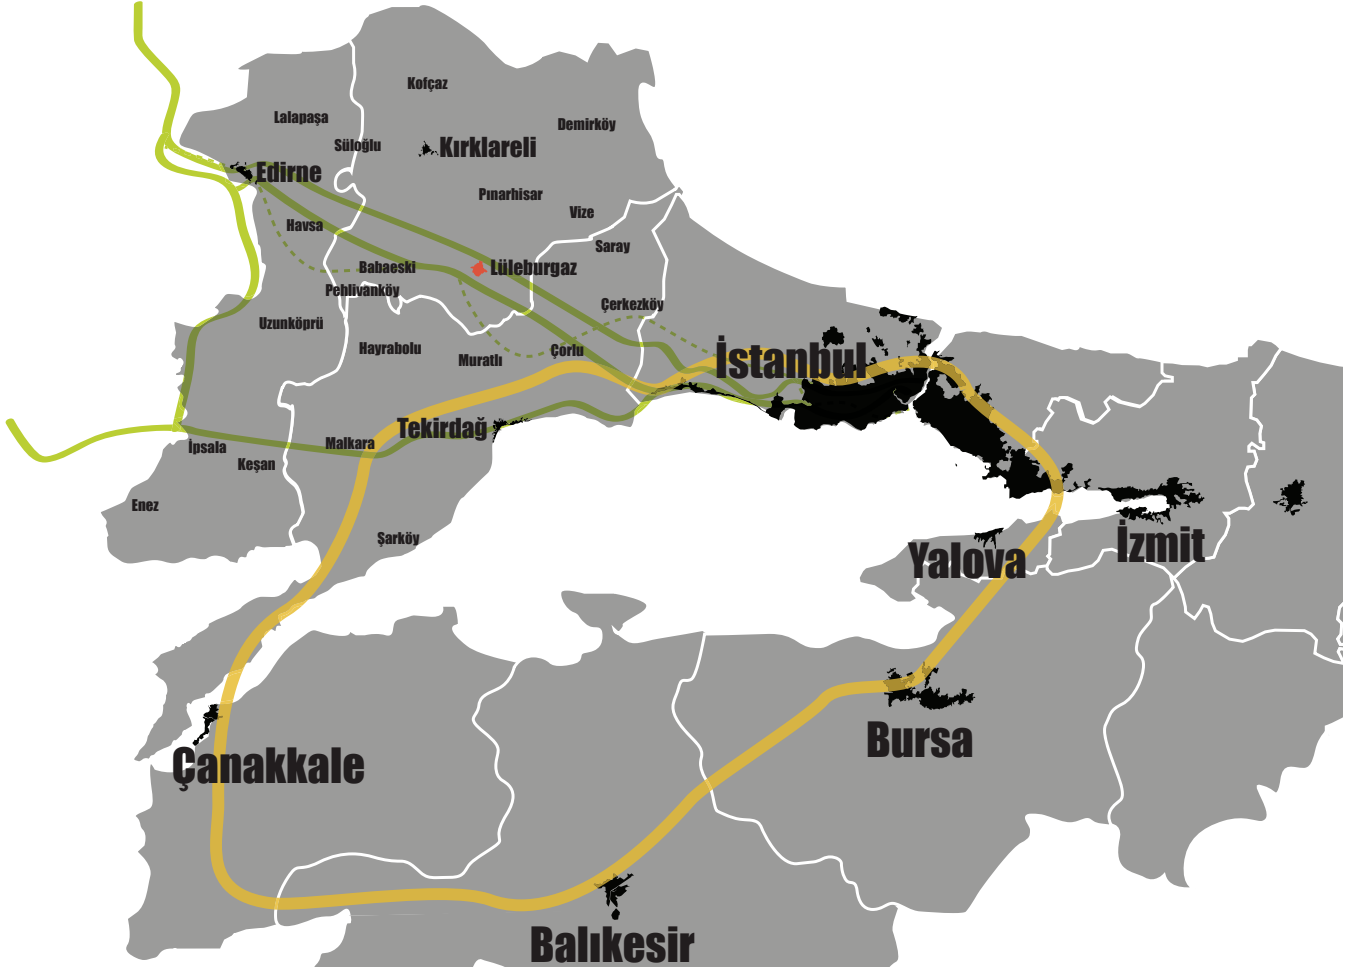 Kofçaz
Lalapaşa
Demirköy
Süloğlu
Kırklareli
Edirne
Pınarhisar
Vize
Havsa
Saray
Babaeski
Lüleburgaz
Pehlivanköy
Çerkezköy
Uzunköprü
Hayrabolu
Muratlı
Çorlu
İstanbul
Tekirdağ
Malkara
İpsala
Keşan
Enez
Şarköy
İzmit
Yalova
Bursa
Çanakkale
Balıkesir